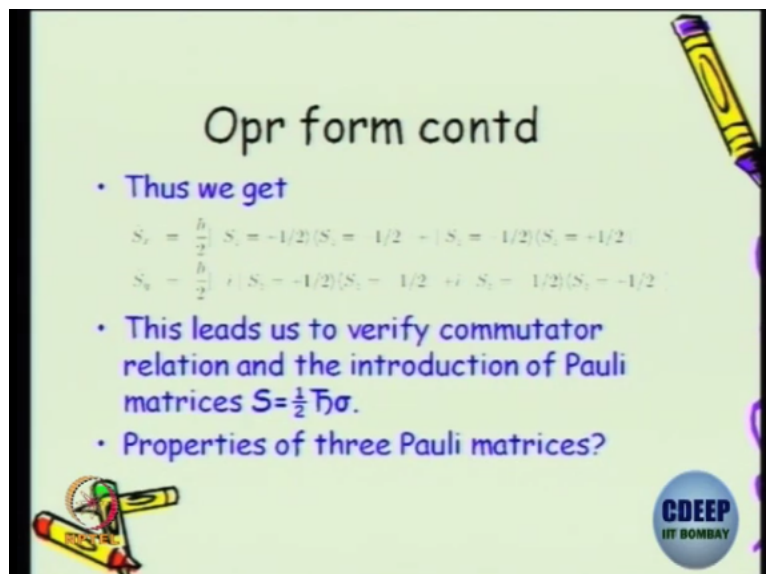 Opr form contd
• Thus we get
• This leads us to verify commutator
relation and the introduction of Pauli
matrices S=½ħσ.
• Properties of three Pauli matrices?
NPTEL
CDEEP
IIT BOMBAY